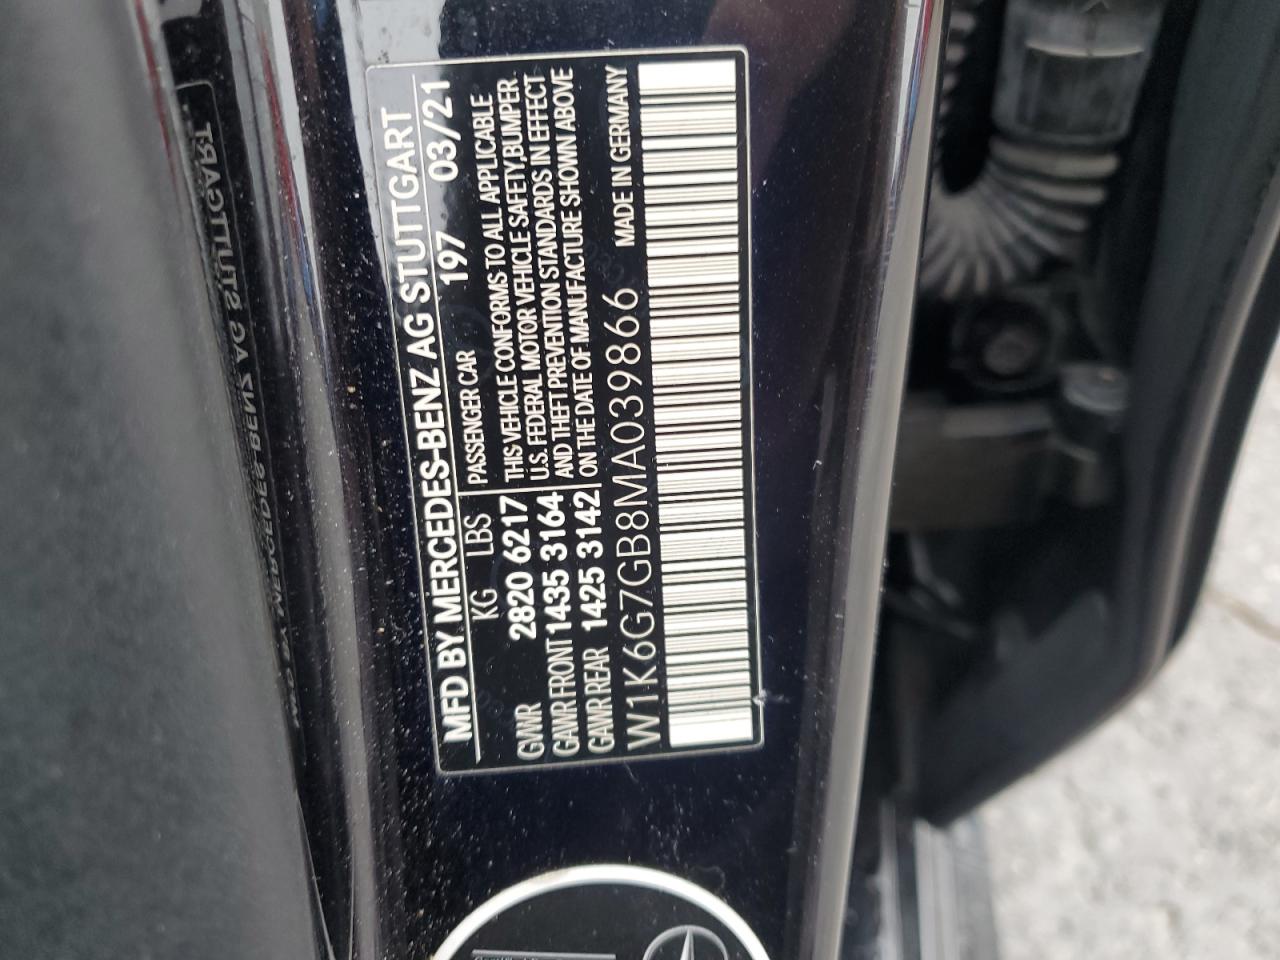 MFD BY MERCEDES-BENZ AG STUTTGART
KG LBS 197 03/21
PASSENGER CAR
GVWR 2820 6217
GAWR FRONT 1435 3164
GAWR REAR 1425 3142
THIS VEHICLE CONFORMS TO ALL APPLICABLE
U.S. FEDERAL MOTOR VEHICLE SAFETY,BUMPER
AND THEFT PREVENTION STANDARDS IN EFFECT
ON THE DATE OF MANUFACTURE SHOWN ABOVE
MADE IN GERMANY
W1K6G7GB8MA039866